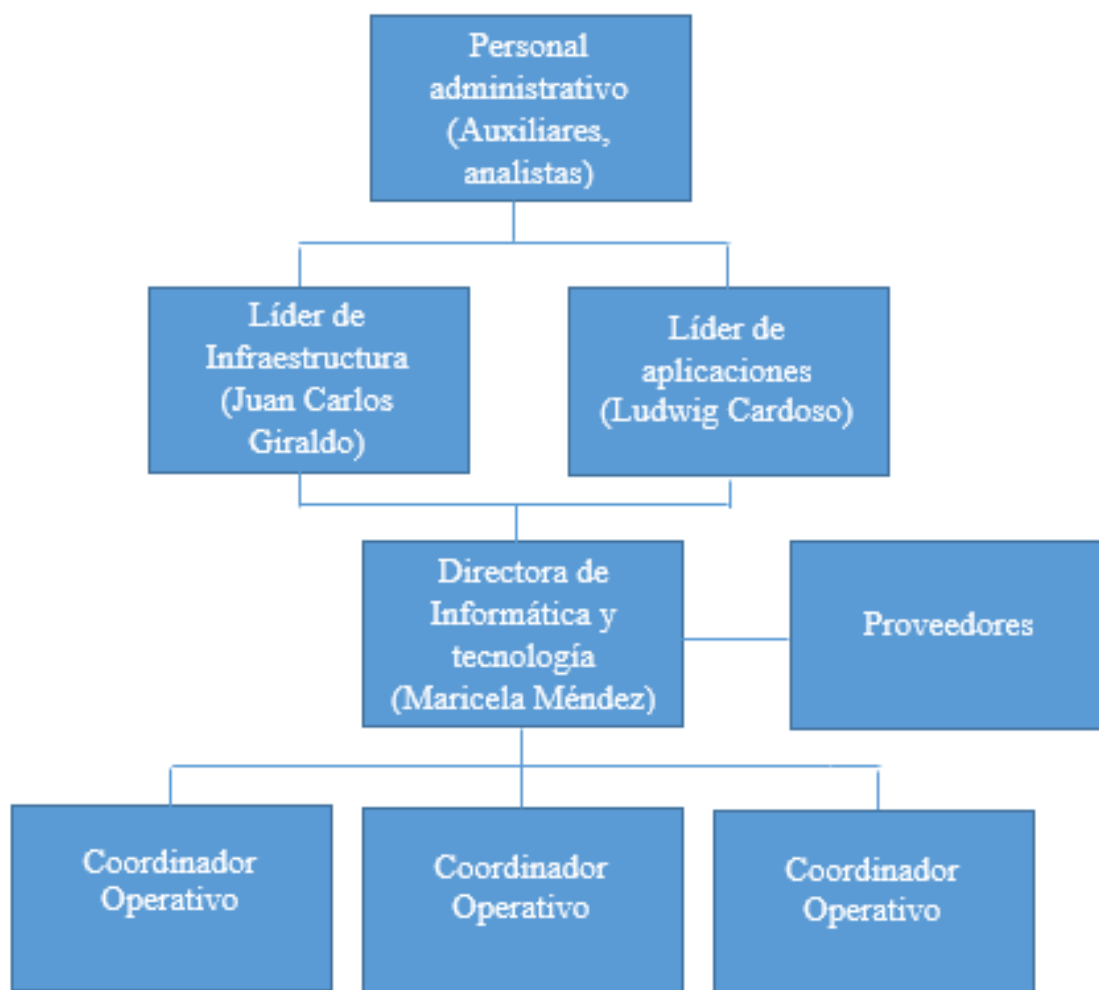 Personal
administrativo
(Auxiliares,
analistas)
Líder de
Infraestructura
(Juan Carlos
Giraldo)
Líder de
aplicaciones
(Ludwig Cardoso)
Directora de
Informática y
tecnología
(Maricela Méndez)
Proveedores
Coordinador
Operativo
Coordinador
Operativo
Coordinador
Operativo